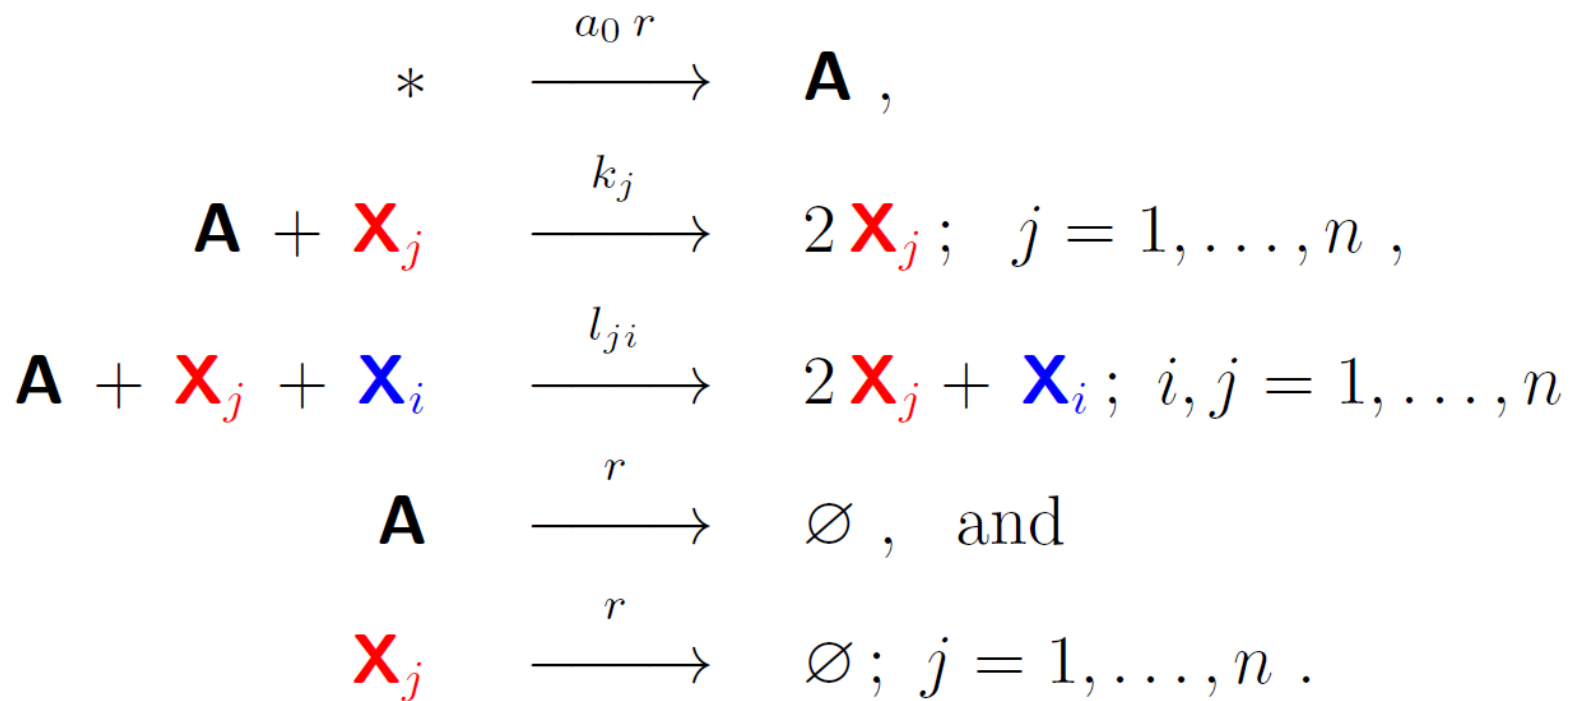 * a₀ r ⟶ A ,
A + Xⱼ kⱼ ⟶ 2 Xⱼ ; j = 1, . . . , n ,
A + Xⱼ + Xᵢ lⱼᵢ ⟶ 2 Xⱼ + Xᵢ ; i, j = 1, . . . , n
A r ⟶ ∅ , and
Xⱼ r ⟶ ∅ ; j = 1, . . . , n .